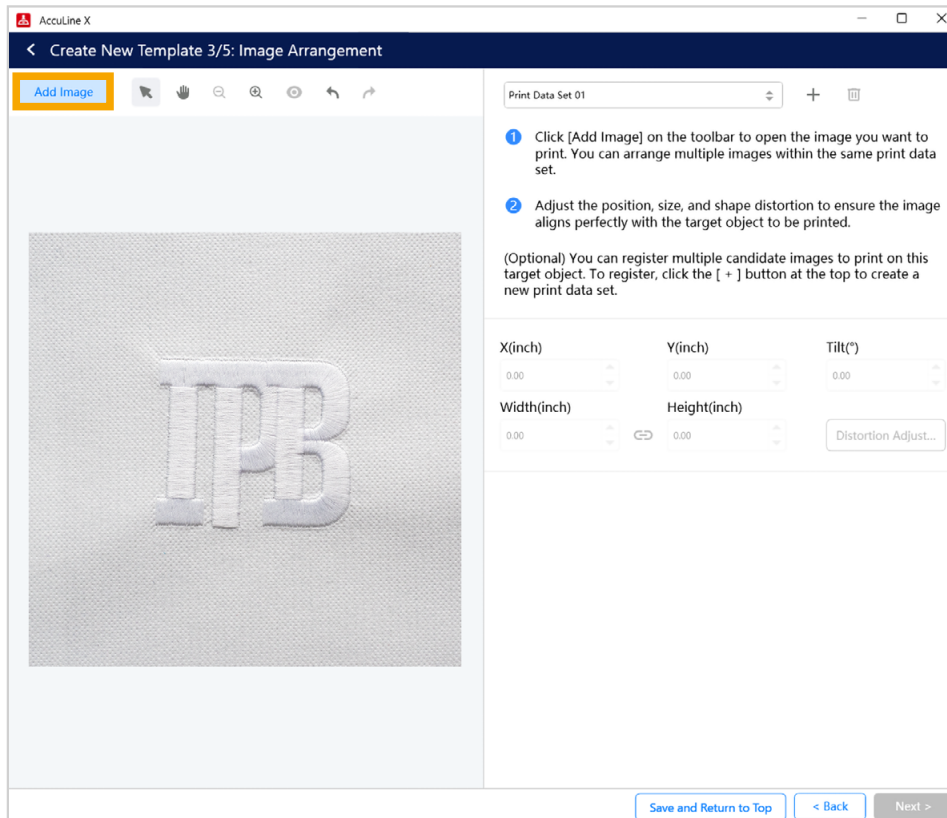 AccuLine X
Create New Template 3/5: Image Arrangement
Add Image
Print Data Set 01
1 Click [Add Image] on the toolbar to open the image you want to
print. You can arrange multiple images within the same print data
set.
2 Adjust the position, size, and shape distortion to ensure the image
aligns perfectly with the target object to be printed.
(Optional) You can register multiple candidate images to print on this
target object. To register, click the [ + ] button at the top to create a
new print data set.
IPB
X(inch) Y(inch) Tilt(°)
0.00 0.00 0.00
Width(inch) Height(inch)
0.00 0.00 Distortion Adjust...
Save and Return to Top < Back Next >